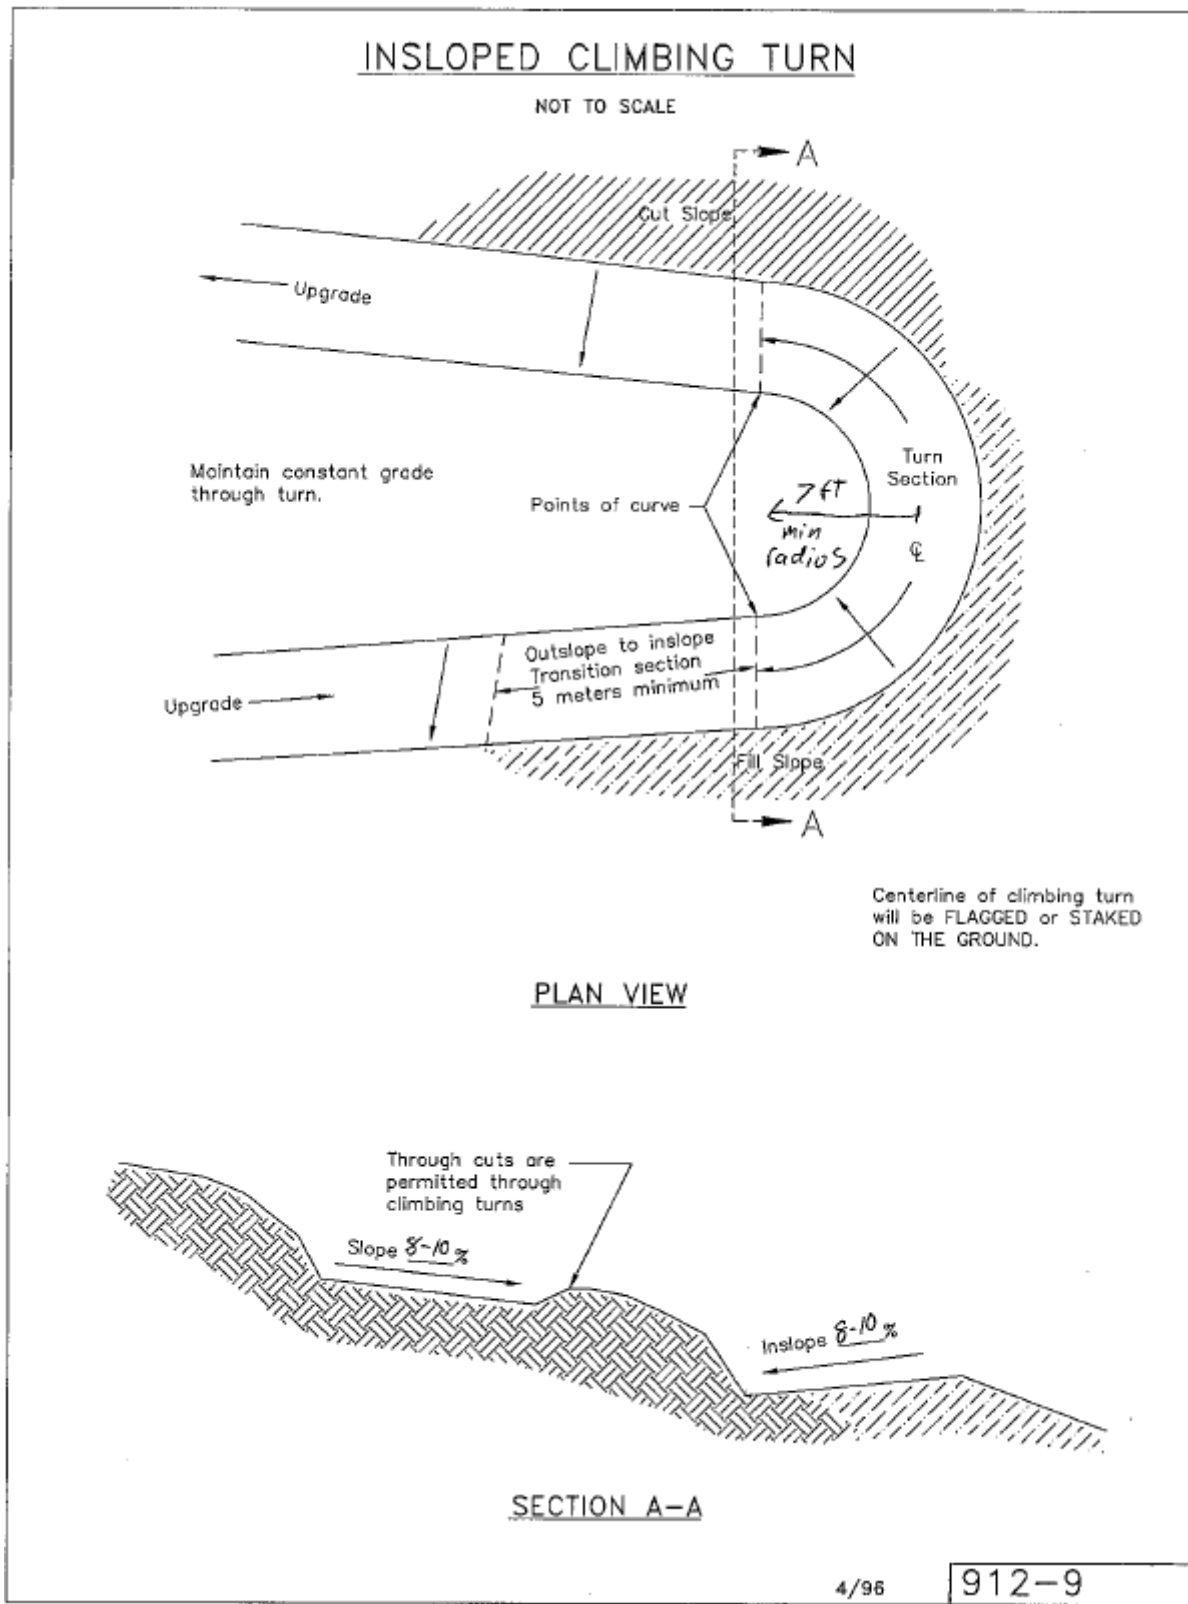 INSLOPED CLIMBING TURN
NOT TO SCALE
A
Cut Slope
Upgrade
Maintain constant grade
through turn.
Points of curve
7 ft
min
radios
Turn
Section
℄
Outslope to inslope
Transition section
5 meters minimum
Upgrade
Fill Slope
A
Centerline of climbing turn
will be FLAGGED or STAKED
ON THE GROUND.
PLAN VIEW
Through cuts are
permitted through
climbing turns
Slope 8-10 %
Inslope 8-10 %
SECTION A-A
4/96
912-9